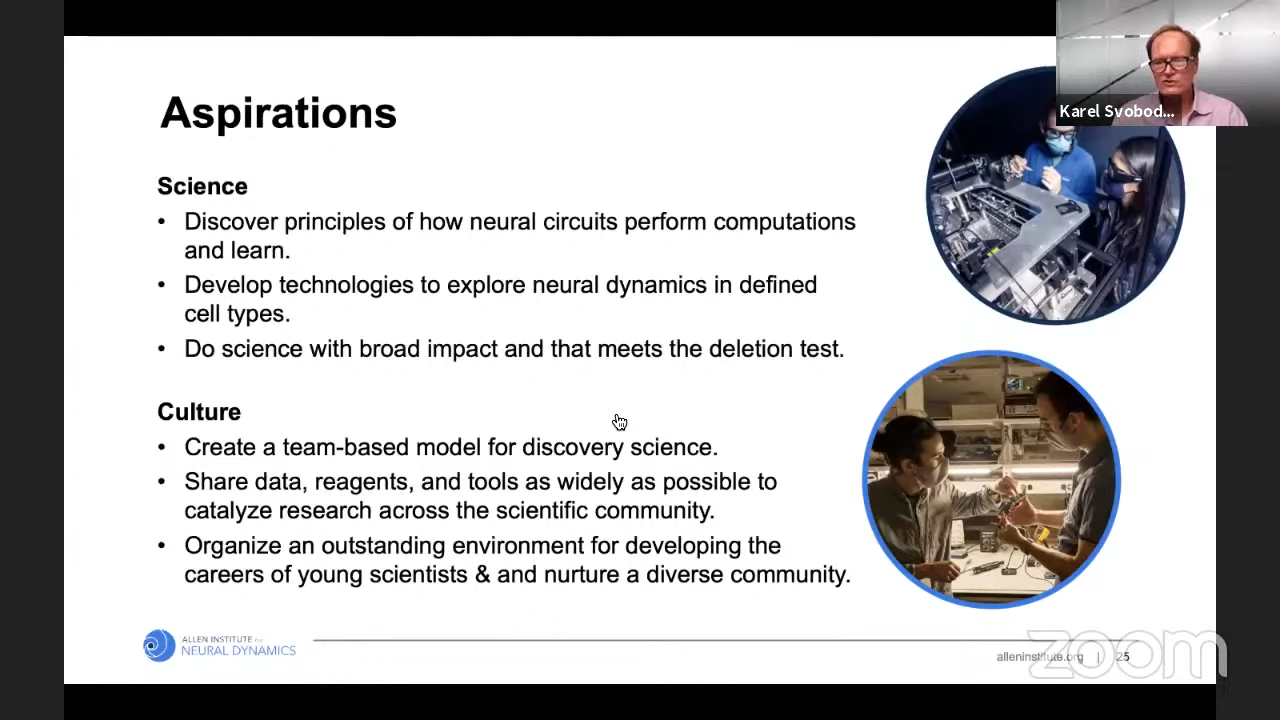 Aspirations
Karel Svobod...
Science
• Discover principles of how neural circuits perform computations
and learn.
• Develop technologies to explore neural dynamics in defined
cell types.
• Do science with broad impact and that meets the deletion test.
Culture
• Create a team-based model for discovery science.
• Share data, reagents, and tools as widely as possible to
catalyze research across the scientific community.
• Organize an outstanding environment for developing the
careers of young scientists & and nurture a diverse community.
ALLEN INSTITUTE for
NEURAL DYNAMICS
alleninstitute.org | 25
zoom